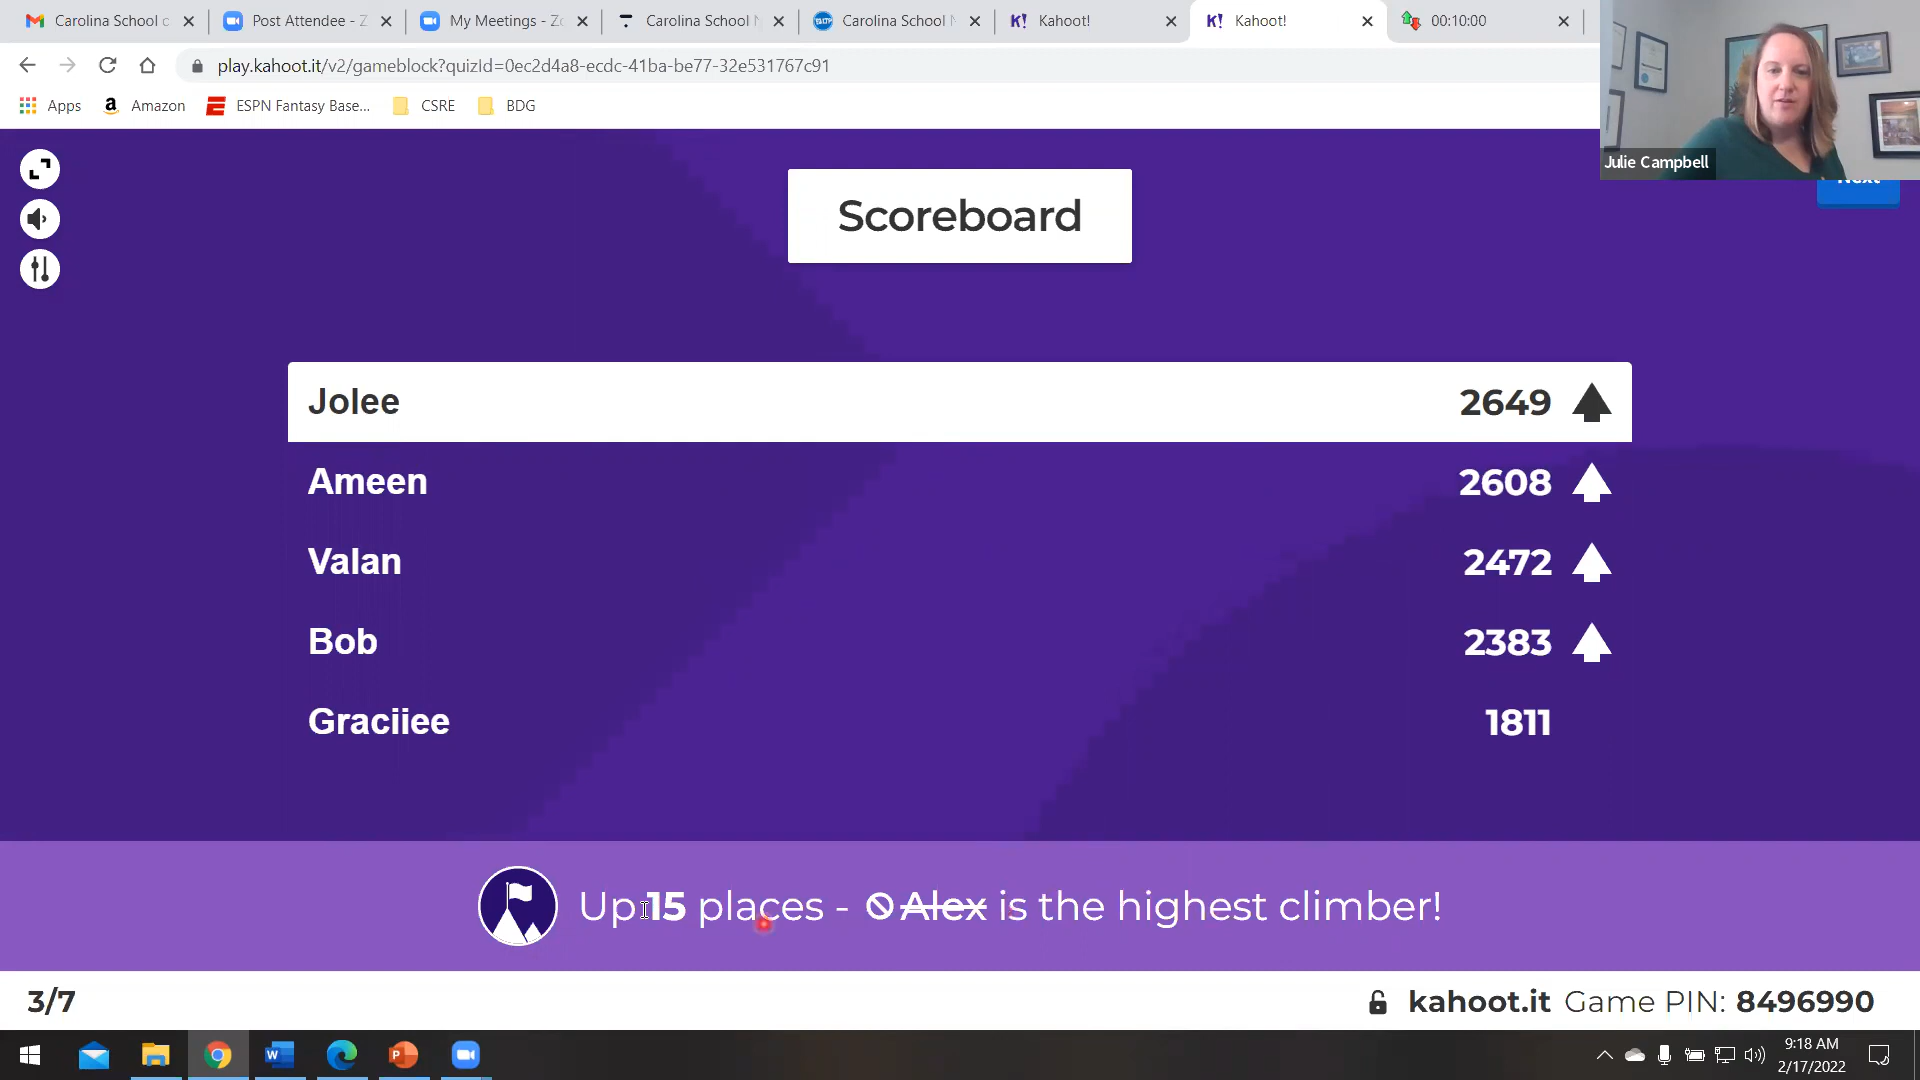 Carolina School c
Post Attendee - Z
My Meetings - Zo
Carolina School N
Carolina School N
Kahoot!
Kahoot!
00:10:00
play.kahoot.it/v2/gameblock?quizId=0ec2d4a8-ecdc-41ba-be77-32e531767c91
Apps Amazon ESPN Fantasy Base... CSRE BDG
Julie Campbell
Next
Scoreboard
Jolee 2649
Ameen 2608
Valan 2472
Bob 2383
Graciiee 1811
Up 15 places - Alex is the highest climber!
3/7
kahoot.it Game PIN: 8496990
9:18 AM
2/17/2022